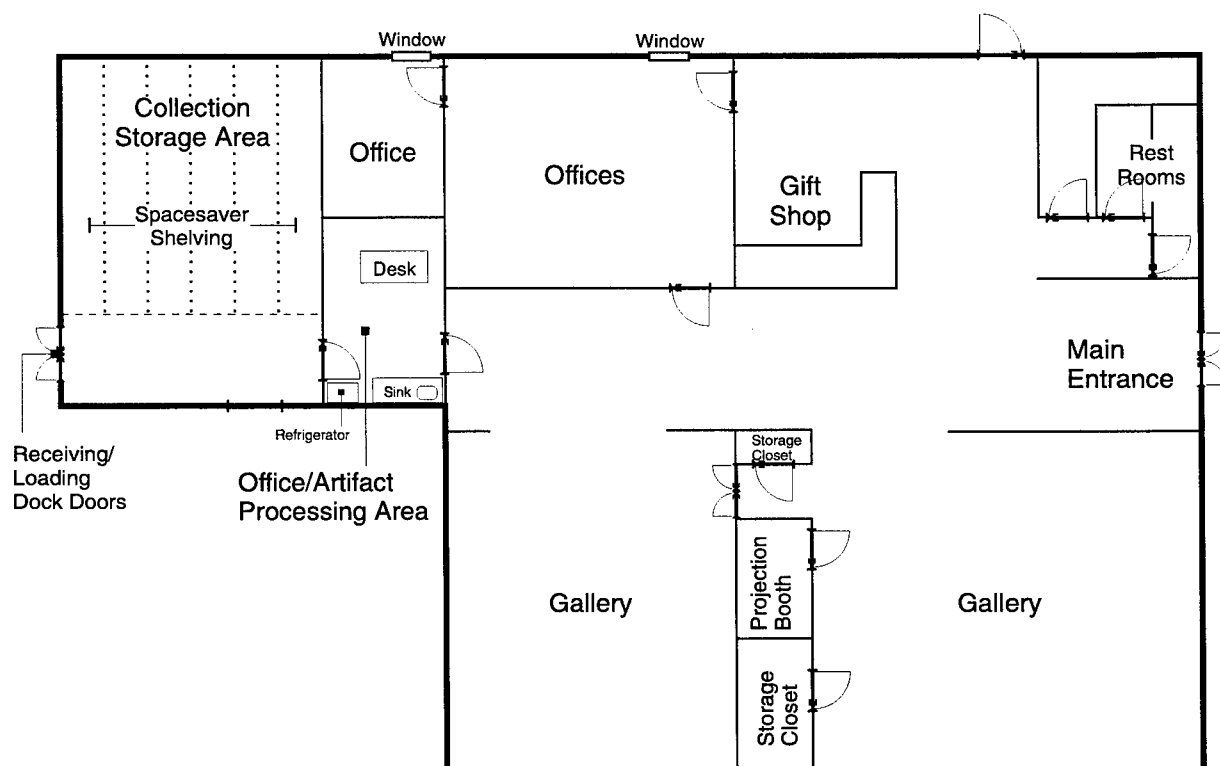 Window
Window
Collection
Storage Area
Office
Offices
Gift
Shop
Rest
Rooms
Spacesaver
Shelving
Desk
Main
Entrance
Sink
Refrigerator
Storage
Closet
Receiving/
Loading
Dock Doors
Office/Artifact
Processing Area
Gallery
Projection
Booth
Gallery
Storage
Closet